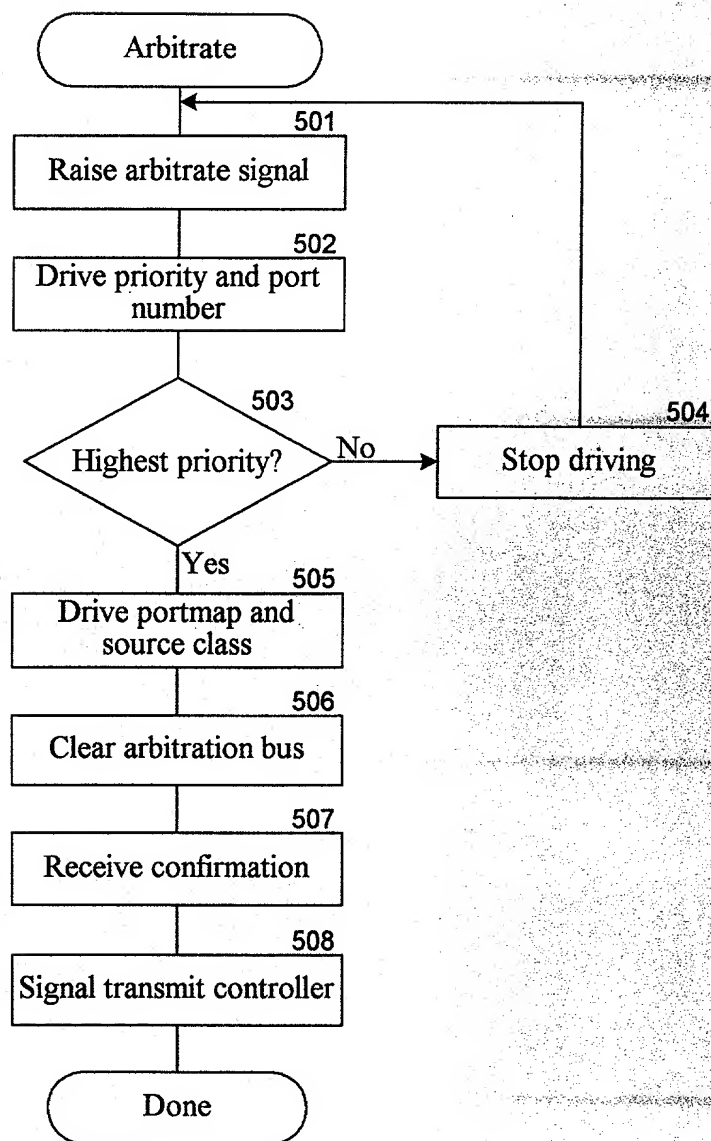 Arbitrate
501
Raise arbitrate signal
502
Drive priority and port
number
503
Highest priority?
No
504
Stop driving
Yes
505
Drive portmap and
source class
506
Clear arbitration bus
507
Receive confirmation
508
Signal transmit controller
Done